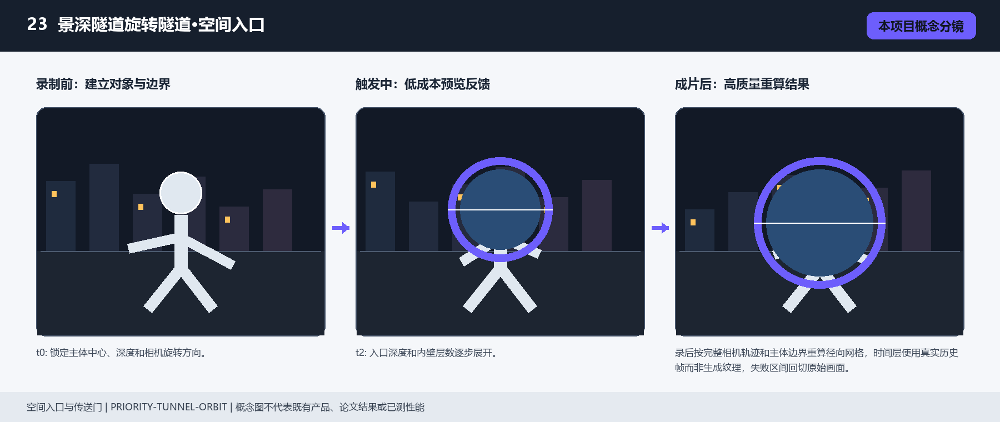 23 景深隧道旋转隧道·空间入口
本项目概念分镜
录制前：建立对象与边界
触发中：低成本预览反馈
成片后：高质量重算结果
t0: 锁定主体中心、深度和相机旋转方向。
t2: 入口深度和内壁层数逐步展开。
录后按完整相机轨迹和主体边界重算径向网格，时间层使用真实历史
帧而非生成纹理，失败区间回切原始画面。
空间入口与传送门 | PRIORITY-TUNNEL-ORBIT | 概念图不代表既有产品、论文结果或已测性能